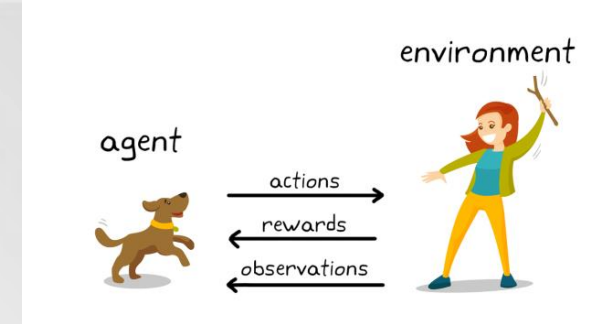 environment
agent
actions
rewards
observations